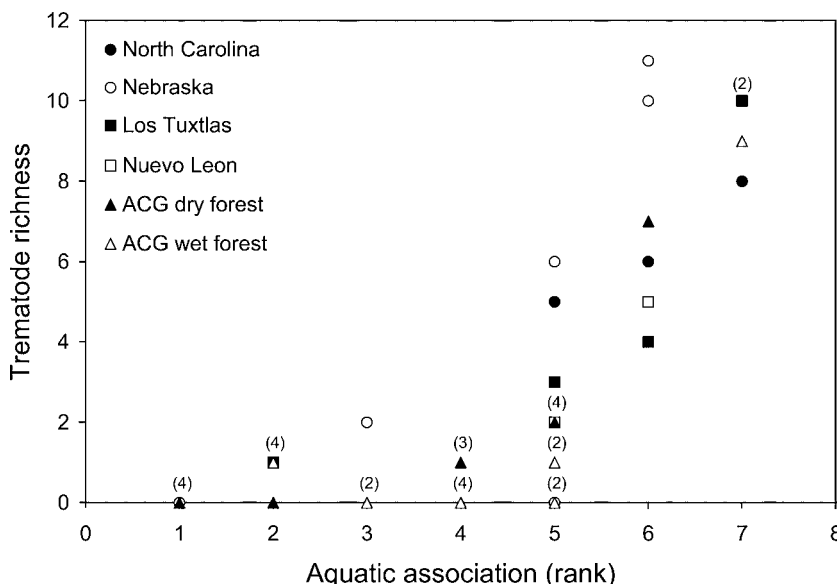 12
10
8
6
4
2
0
Trematode richness
North Carolina
Nebraska
Los Tuxtlas
Nuevo Leon
ACG dry forest
ACG wet forest
(2)
(4)
(4)
(3)
(2)
(4)
(2)
(4)
(2)
0 1 2 3 4 5 6 7 8
Aquatic association (rank)